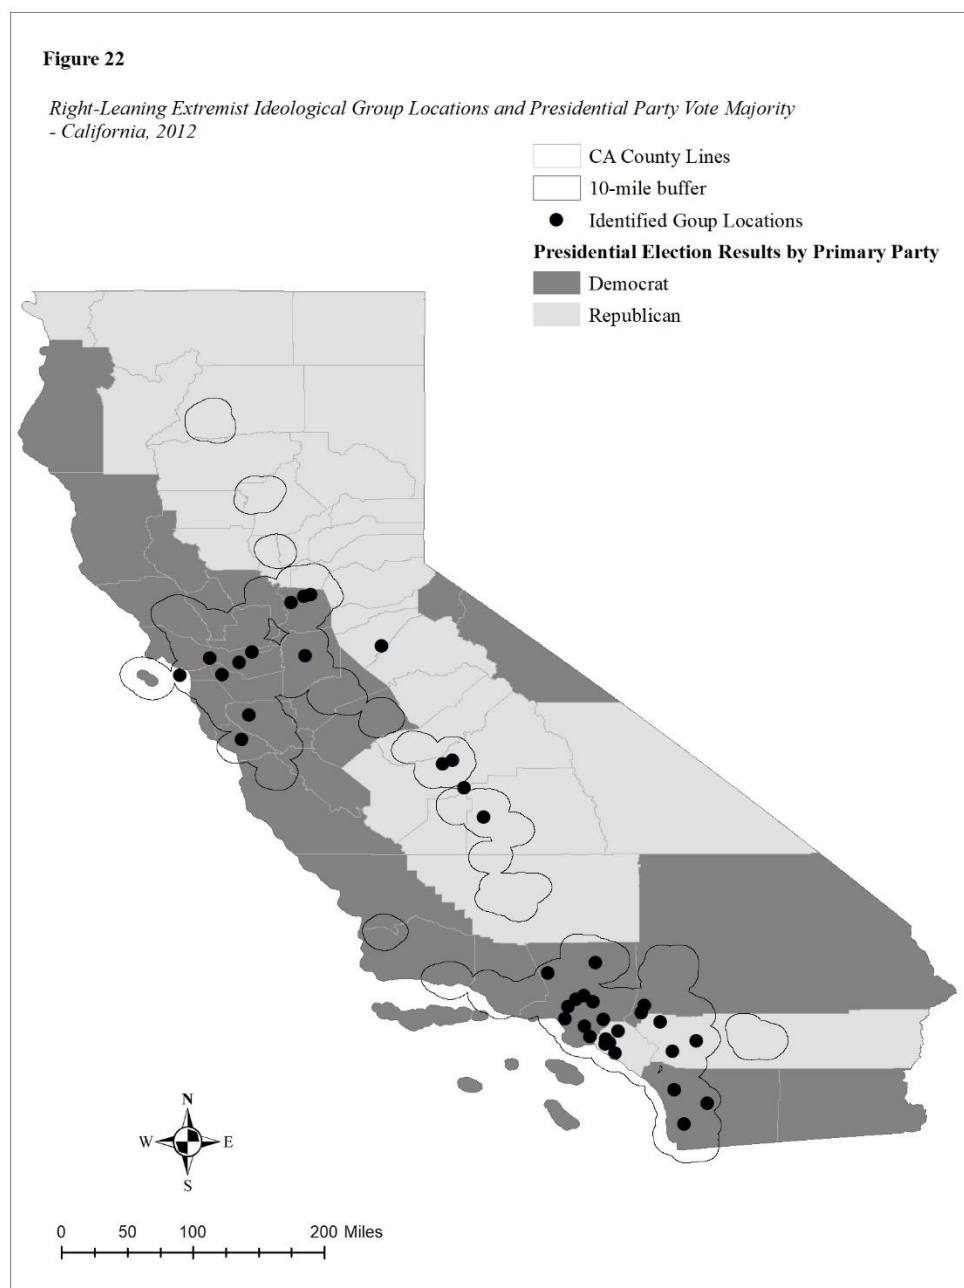 Figure 22
Right-Leaning Extremist Ideological Group Locations and Presidential Party Vote Majority
- California, 2012
CA County Lines
10-mile buffer
Identified Goup Locations
Presidential Election Results by Primary Party
Democrat
Republican
N
W E
S
0 50 100 200 Miles